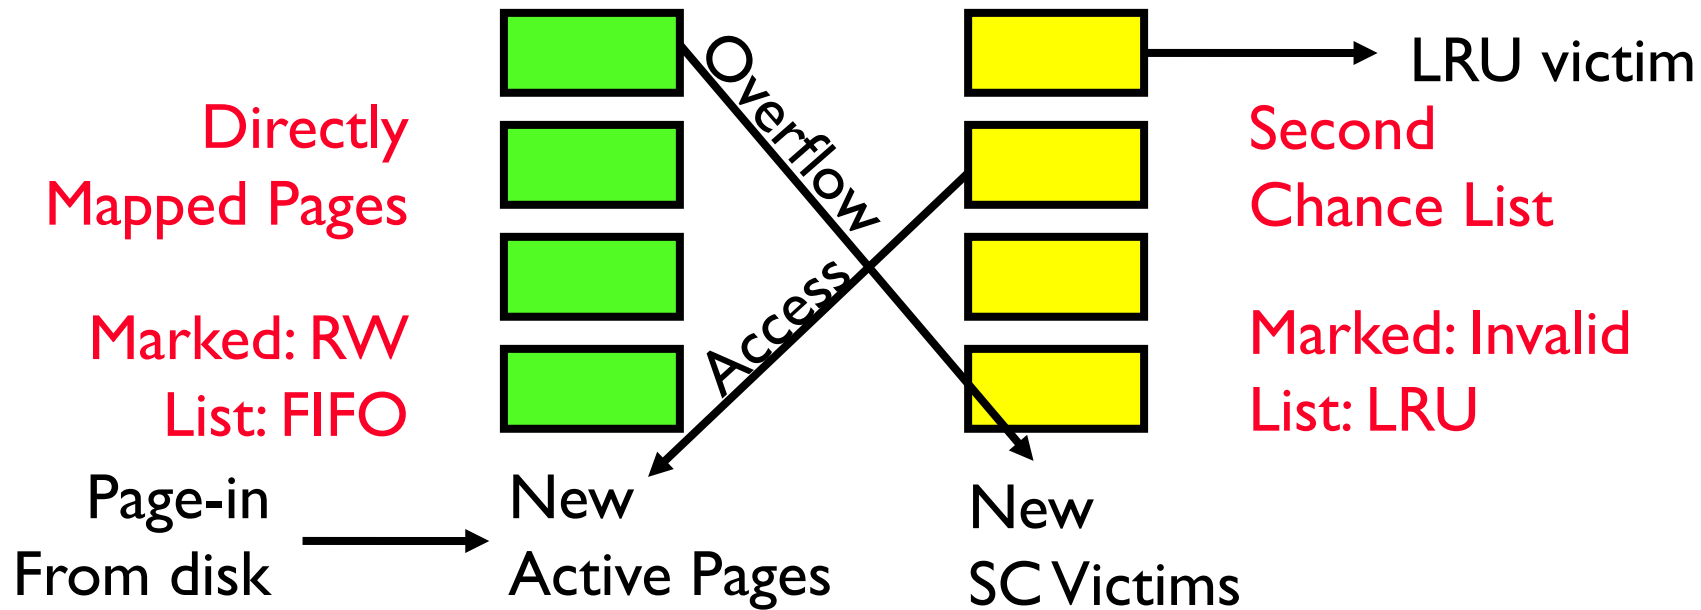 LRU victim
Directly
Mapped Pages
Marked: RW
List: FIFO
Overflow
Access
Second
Chance List
Marked: Invalid
List: LRU
Page-in
From disk
New
Active Pages
New
SC Victims